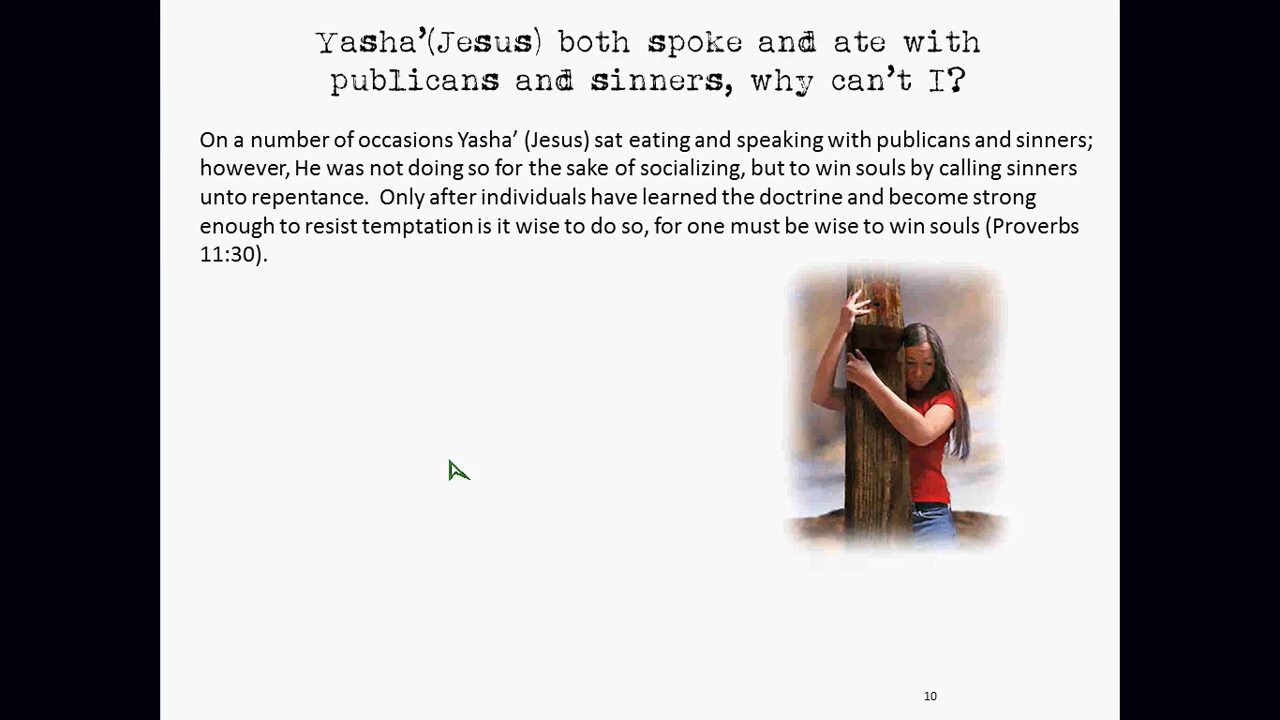 Yasha’(Jesus) both spoke and ate with
publicans and sinners, why can’t I?
On a number of occasions Yasha’ (Jesus) sat eating and speaking with publicans and sinners;
however, He was not doing so for the sake of socializing, but to win souls by calling sinners
unto repentance.  Only after individuals have learned the doctrine and become strong
enough to resist temptation is it wise to do so, for one must be wise to win souls (Proverbs
11:30).
10